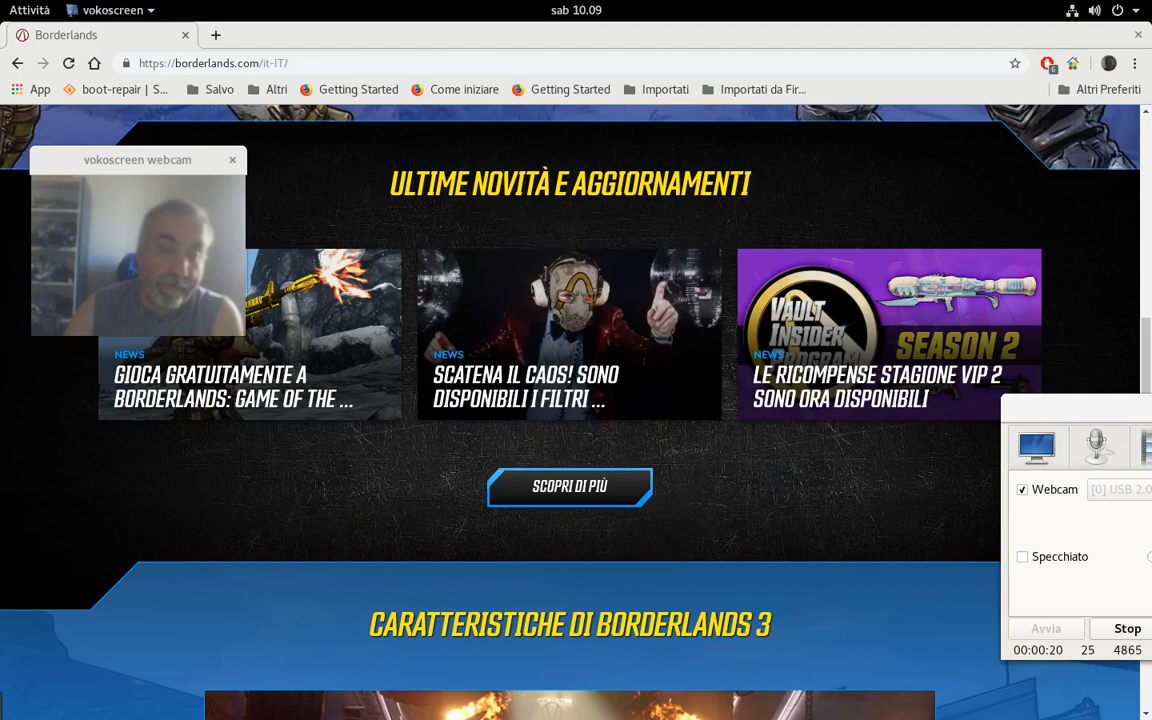 Attività
vokoscreen
sab 10.09
Borderlands
https://borderlands.com/it-IT/
6
App
boot-repair | S...
Salvo
Altri
Getting Started
Come iniziare
Getting Started
Importati
Importati da Fir...
Altri Preferiti
vokoscreen webcam
ULTIME NOVITÀ E AGGIORNAMENTI
NEWS
GIOCA GRATUITAMENTE A
BORDERLANDS: GAME OF THE ...
NEWS
SCATENA IL CAOS! SONO
DISPONIBILI I FILTRI ...
VAULT
INSIDER
PROGRAM
SEASON 2
NEWS
LE RICOMPENSE STAGIONE VIP 2
SONO ORA DISPONIBILI
SCOPRI DI PIÙ
Webcam
[0] USB 2.0
Specchiato
Avvia
Stop
00:00:20
25
4865
CARATTERISTICHE DI BORDERLANDS 3